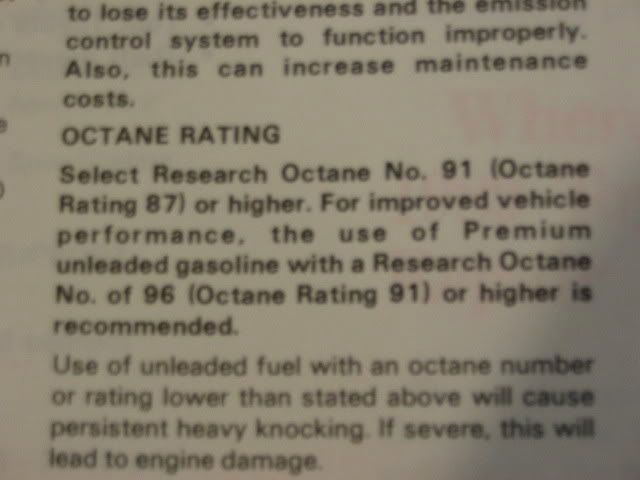 to lose its effectiveness and the emission
control system to function improperly.
Also, this can increase maintenance
costs.
OCTANE RATING
Select Research Octane No. 91 (Octane
Rating 87) or higher. For improved vehicle
performance, the use of Premium
unleaded gasoline with a Research Octane
No. of 96 (Octane Rating 91) or higher is
recommended.
Use of unleaded fuel with an octane number
or rating lower than stated above will cause
persistent heavy knocking. If severe, this will
lead to engine damage.